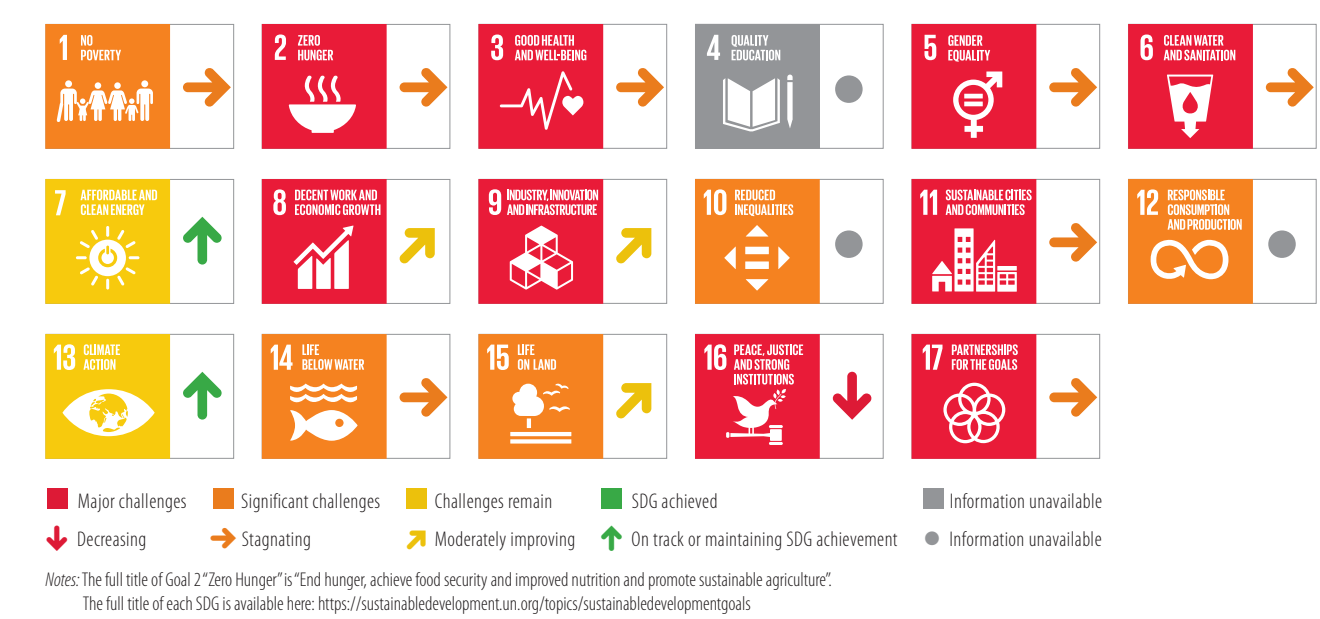 1 NO
POVERTY
2 ZERO
HUNGER
3 GOOD HEALTH
AND WELL-BEING
4 QUALITY
EDUCATION
5 GENDER
EQUALITY
6 CLEAN WATER
AND SANITATION
7 AFFORDABLE AND
CLEAN ENERGY
8 DECENT WORK AND
ECONOMIC GROWTH
9 INDUSTRY, INNOVATION
AND INFRASTRUCTURE
10 REDUCED
INEQUALITIES
11 SUSTAINABLE CITIES
AND COMMUNITIES
12 RESPONSIBLE
CONSUMPTION
AND PRODUCTION
13 CLIMATE
ACTION
14 LIFE
BELOW WATER
15 LIFE
ON LAND
16 PEACE, JUSTICE
AND STRONG
INSTITUTIONS
17 PARTNERSHIPS
FOR THE GOALS
Major challenges
Significant challenges
Challenges remain
SDG achieved
Information unavailable
Decreasing
Stagnating
Moderately improving
On track or maintaining SDG achievement
Information unavailable
Notes: The full title of Goal 2 “Zero Hunger” is “End hunger, achieve food security and improved nutrition and promote sustainable agriculture”.
The full title of each SDG is available here: https://sustainabledevelopment.un.org/topics/sustainabledevelopmentgoals